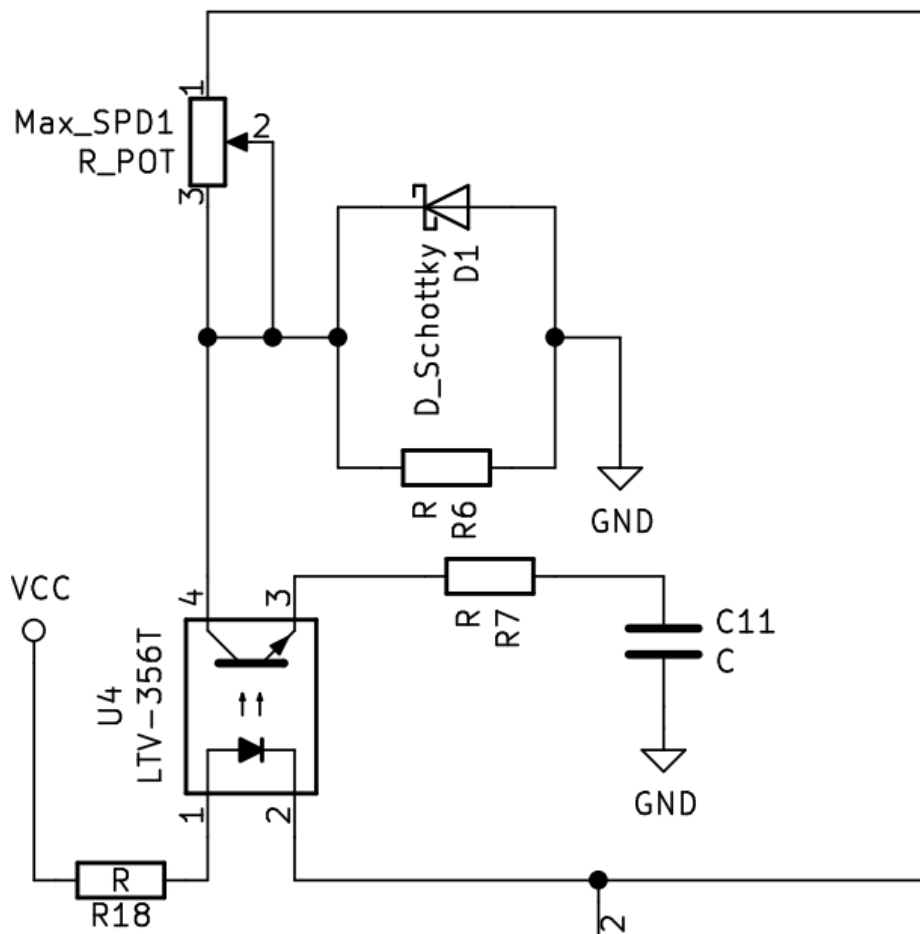 1
Max_SPD1
2
R_POT
3
D_Schottky
D1
R
R6
GND
VCC
4
3
R
R7
C11
C
U4
LTV-356T
GND
1
2
R
R18
2